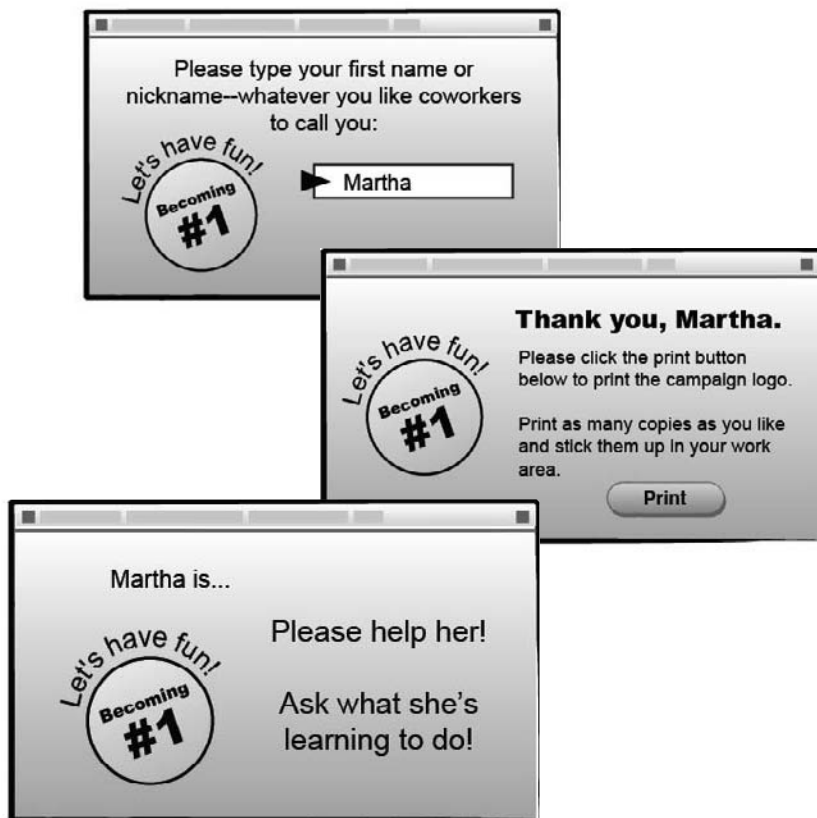 Please type your first name or
nickname--whatever you like coworkers
to call you:
Let's have fun!
Becoming
#1
Martha
Thank you, Martha.
Please click the print button
below to print the campaign logo.
Print as many copies as you like
and stick them up in your work
area.
Print
Let's have fun!
Becoming
#1
Martha is...
Let's have fun!
Becoming
#1
Please help her!
Ask what she's
learning to do!